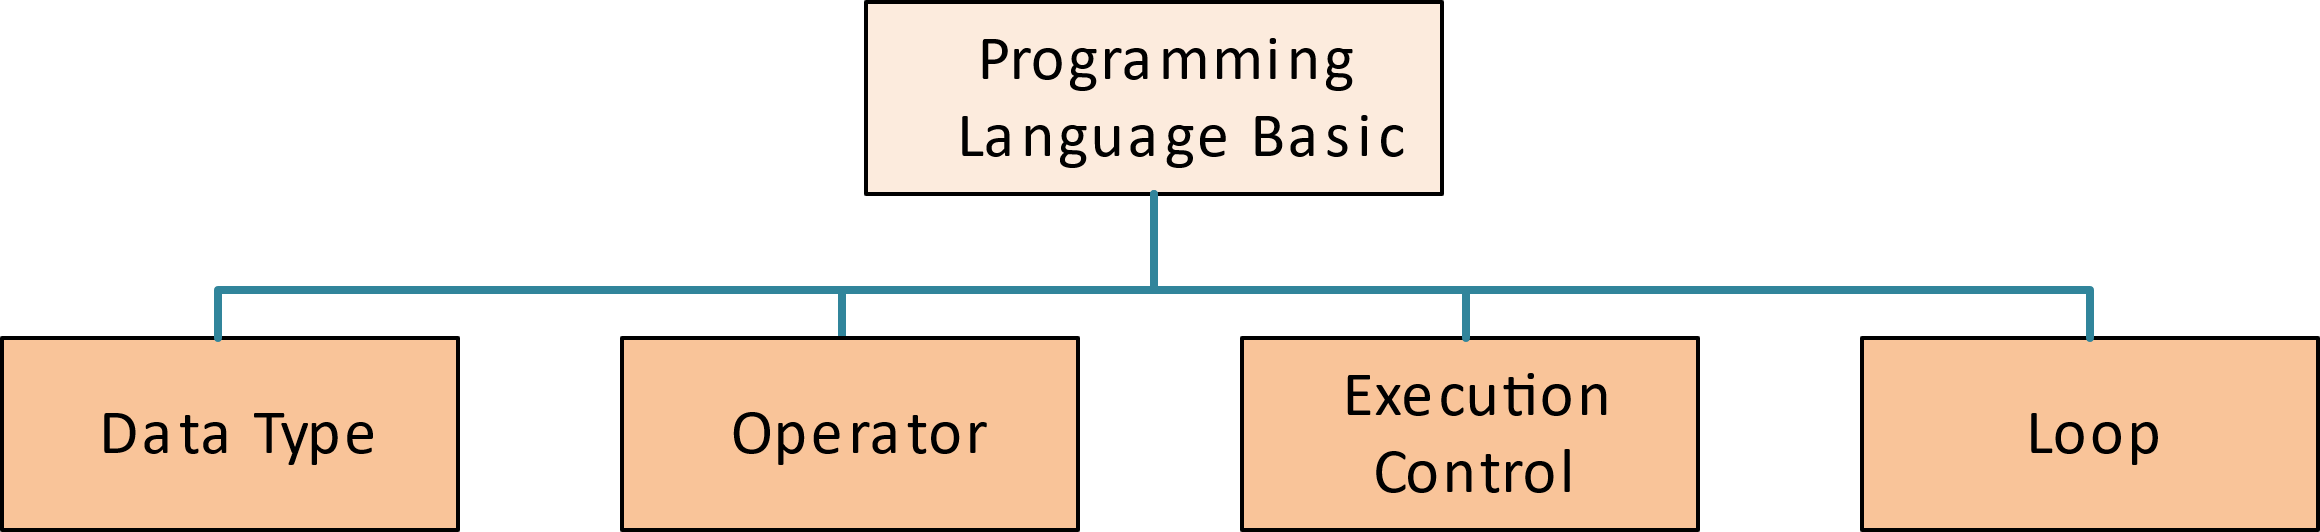 Programming
Language Basic
Data Type
Operator
Execution
Control
Loop